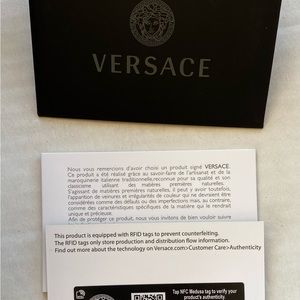 VERSACE
Nous vous remercions d'avoir choisi un produit signé VERSACE.
Ce produit a été réalisé grâce au savoir-faire de l'artisanat et de la
maroquinerie italienne traditionnelle, reconnue pour sa qualité et son
classicisme utilisant des matières premières naturelles.
S'agissant de matières premières naturelles, il peut y avoir toutefois,
l'apparition de veinures et irrégularités de couleur qui ne devraient être
comme des défauts ou des imperfections mais, au contraire,
comme des caractéristiques spécifiques de la matière qui le rendent
unique et précieuse.
Afin de protéger ce produit, nous vous invitons de bien vouloir suivre
This product is equipped with RFID tags to prevent counterfeiting.
The RFID tags only store production and distribution flow information.
Find out more about the technology on Versace.com>Customer Care>Authenticity
Tap NFC Medusa tag to verify your
product's authenticity